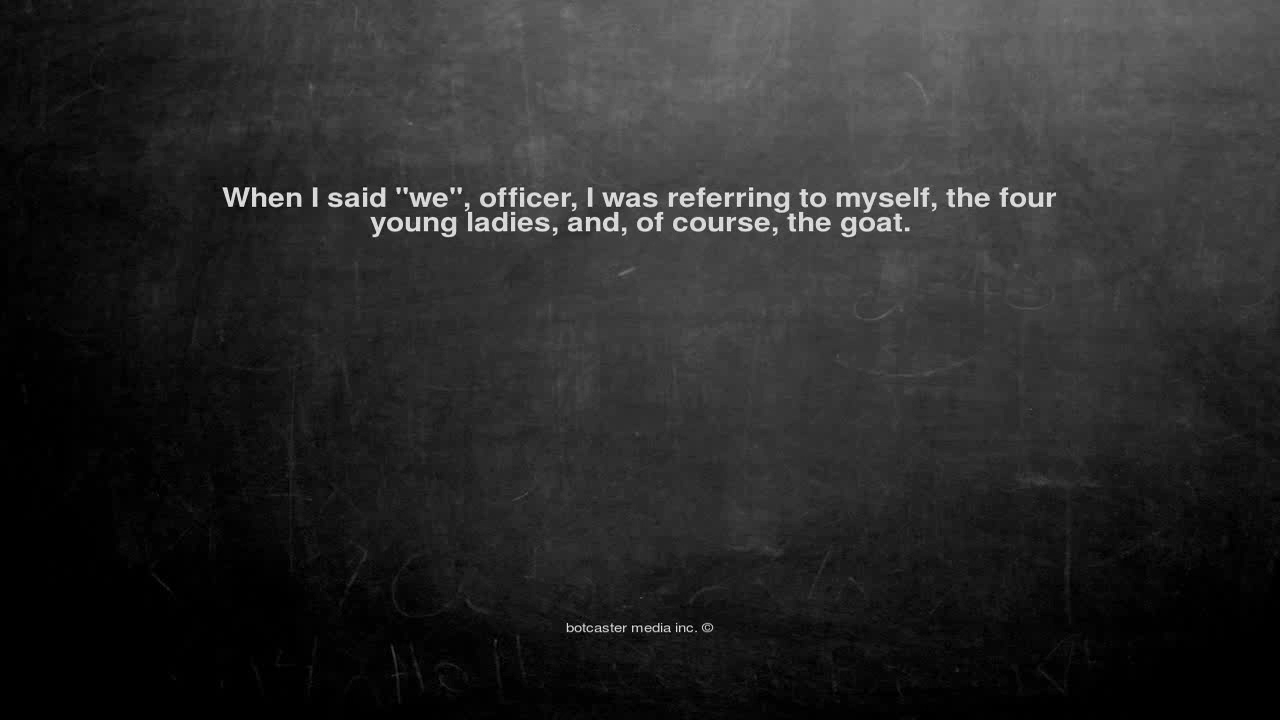 When I said "we", officer, I was referring to myself, the four
young ladies, and, of course, the goat.
botcaster media inc. ©